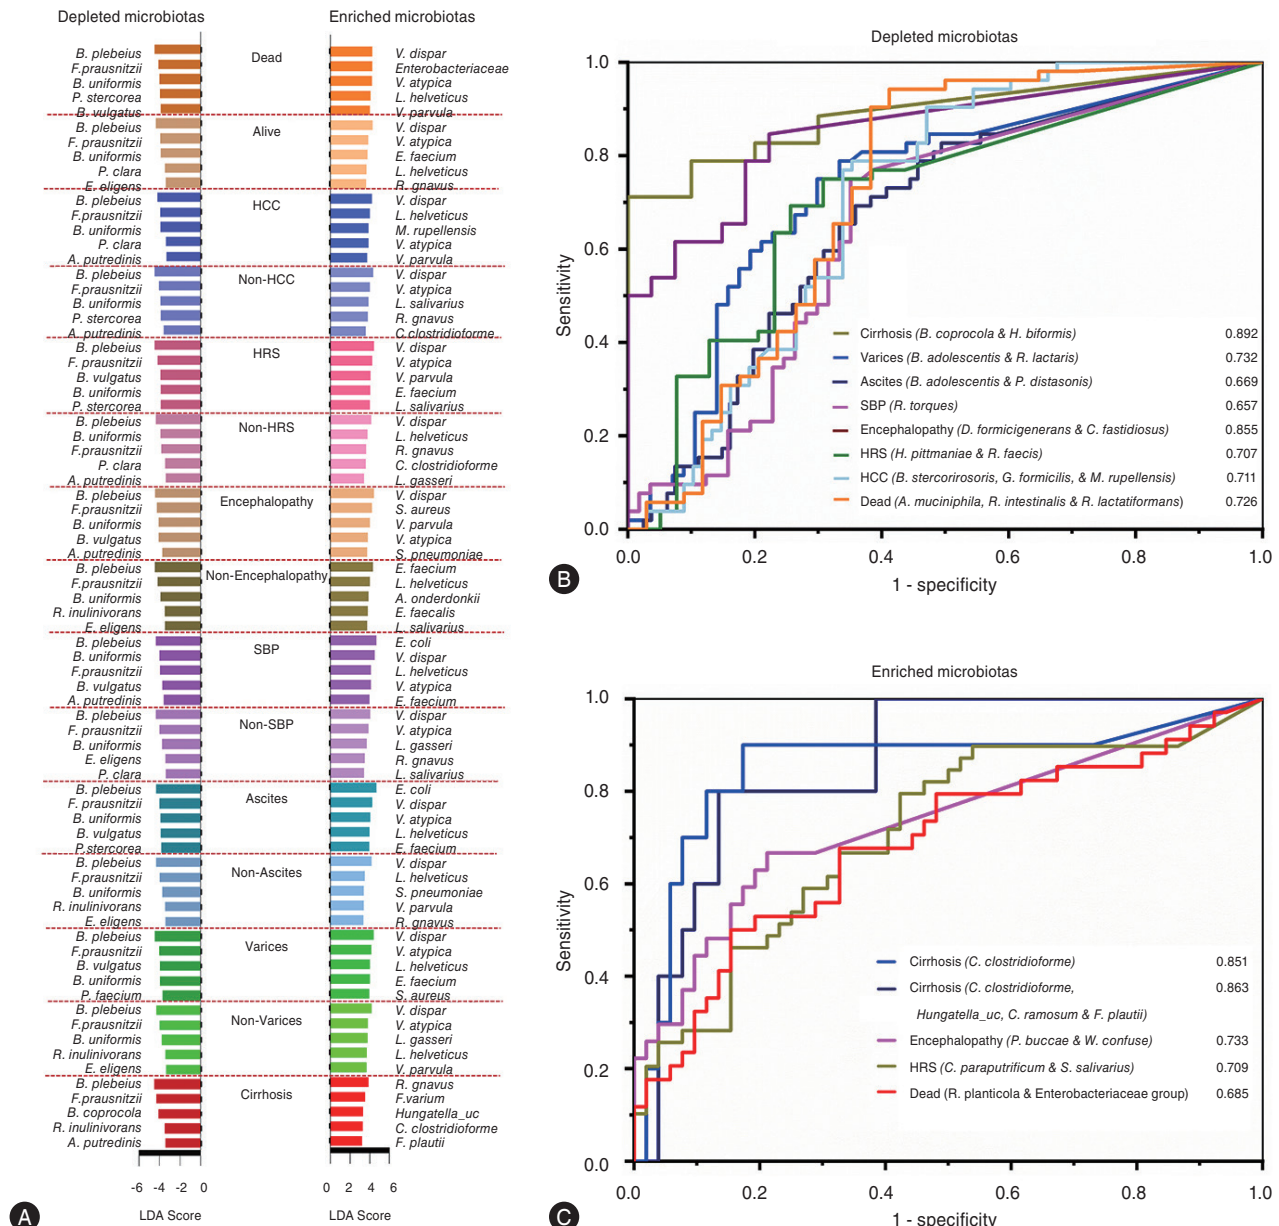 Depleted microbiotas
Enriched microbiotas
B. plebeius
F.prausnitzii
B. uniformis
P. stercorea
B. vulgatus
Dead
V. dispar
Enterobacteriaceae
V. atypica
L. helveticus
V. parvula
B. plebeius
F. prausnitzii
B. uniformis
P. clara
E. eligens
Alive
V. dispar
V. atypica
E. faecium
L. helveticus
R. gnavus
B. plebeius
F.prausnitzii
B. uniformis
P. clara
A. putredinis
HCC
V. dispar
L. helveticus
M. rupellensis
V. atypica
V. parvula
B. plebeius
F.prausnitzii
B. uniformis
P. stercorea
A. putredinis
Non-HCC
V. dispar
V. atypica
L. salivarius
R. gnavus
C.clostridioforme
B. plebeius
F. prausnitzii
B. vulgatus
B. uniformis
P. stercorea
HRS
V. dispar
V. atypica
V. parvula
E. faecium
L. salivarius
B. plebeius
B. uniformis
F.prausnitzii
P. clara
A. putredinis
Non-HRS
V. dispar
L. helveticus
R. gnavus
C. clostridioforme
L. gasseri
B. plebeius
F.prausnitzii
B. uniformis
B. vulgatus
A. putredinis
Encephalopathy
V. dispar
S. aureus
V. parvula
V. atypica
S. pneumoniae
B. plebeius
F.prausnitzii
B. uniformis
R. inulinivorans
E. eligens
Non-Encephalopathy
E. faecium
L. helveticus
A. onderdonkii
E. faecalis
L. salivarius
B. plebeius
B. uniformis
F.prausnitzii
B. vulgatus
A. putredinis
SBP
E. coli
V. dispar
L. helveticus
V. atypica
E. faecium
B. plebeius
F. prausnitzii
B. uniformis
E. eligens
P. clara
Non-SBP
V. dispar
V. atypica
L. gasseri
R. gnavus
L. salivarius
B. plebeius
F. prausnitzii
B. uniformis
B. vulgatus
P.stercorea
Ascites
E. coli
V. dispar
V. atypica
L. helveticus
E. faecium
B. plebeius
F.prausnitzii
B. uniformis
R. inulinivorans
E. eligens
Non-Ascites
V. dispar
L. helveticus
S. pneumoniae
V. parvula
R. gnavus
B. plebeius
F.prausnitzii
B. vulgatus
B. uniformis
P. faecium
Varices
V. dispar
V. atypica
L. helveticus
E. faecium
S. aureus
B. plebeius
F.prausnitzii
B. uniformis
R. inulinivorans
E. eligens
Non-Varices
V. dispar
V. atypica
L. gasseri
L. helveticus
V. parvula
B. plebeius
F.prausnitzii
B. coprocola
R. inulinivorans
A. putredinis
Cirrhosis
R. gnavus
F.varium
Hungatella_uc
C. clostridioforme
F. plautii
-6 -4 -2 0
0 2 4 6
LDA Score
LDA Score
A
Depleted microbiotas
1.0
0.8
0.6
0.4
0.2
0.0
Sensitivity
Cirrhosis (B. coprocola & H. biformis) 0.892
Varices (B. adolescentis & R. lactaris) 0.732
Ascites (B. adolescentis & P. distasonis) 0.669
SBP (R. torques) 0.657
Encephalopathy (D. formicigenerans & C. fastidiosus) 0.855
HRS (H. pittmaniae & R. faecis) 0.707
HCC (B. stercorirosoris, G. formicilis, & M. rupellensis) 0.711
Dead (A. muciniphila, R. intestinalis & R. lactatiformans) 0.726
0.0 0.2 0.4 0.6 0.8 1.0
1 - specificity
B
Enriched microbiotas
1.0
0.8
0.6
0.4
0.2
0.0
Sensitivity
Cirrhosis (C. clostridioforme) 0.851
Cirrhosis (C. clostridioforme, 0.863
Hungatella_uc, C. ramosum & F. plautii)
Encephalopathy (P. buccae & W. confuse) 0.733
HRS (C. paraputrificum & S. salivarius) 0.709
Dead (R. planticola & Enterobacteriaceae group) 0.685
0.0 0.2 0.4 0.6 0.8 1.0
1 - specificity
C